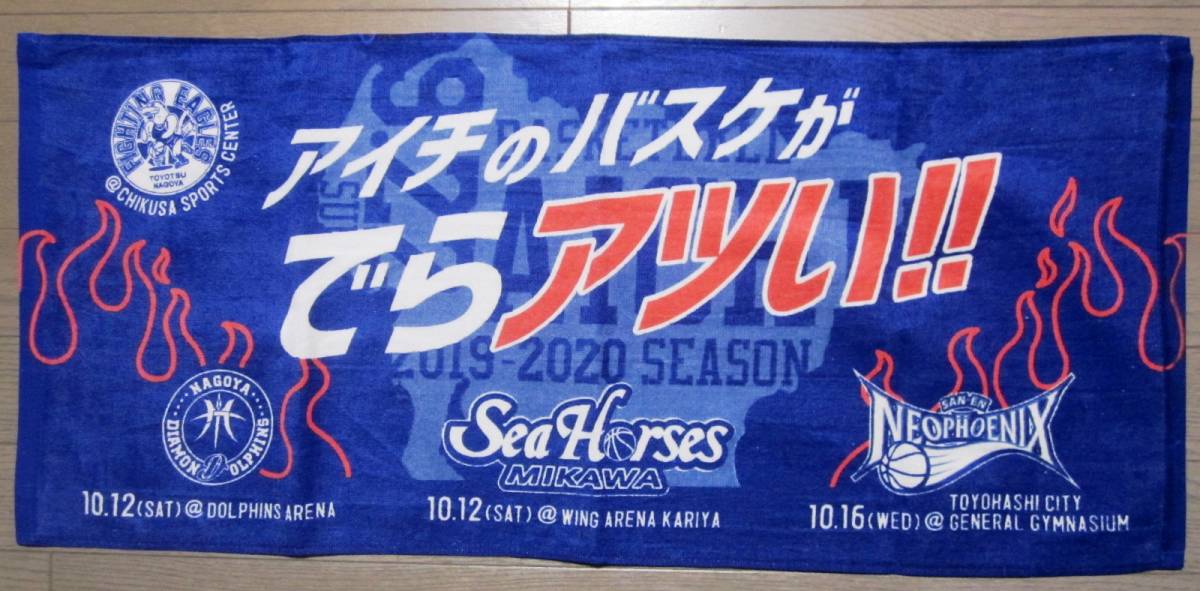 FIGHTING EAGLES
TOYOTSU
NAGOYA
@CHIKUSA SPORTS CENTER
アイチのバスケが
でらアツい!!
BASKETBALL
AICHI
2019-2020 SEASON
NAGOYA
DIAMOND DOLPHINS
10.12(SAT) @ DOLPHINS ARENA
SeaHorses
MIKAWA
10.12(SAT) @ WING ARENA KARIYA
SAN-EN
NEOPHOENIX
10.16(WED) @ TOYOHASHI CITY
GENERAL GYMNASIUM